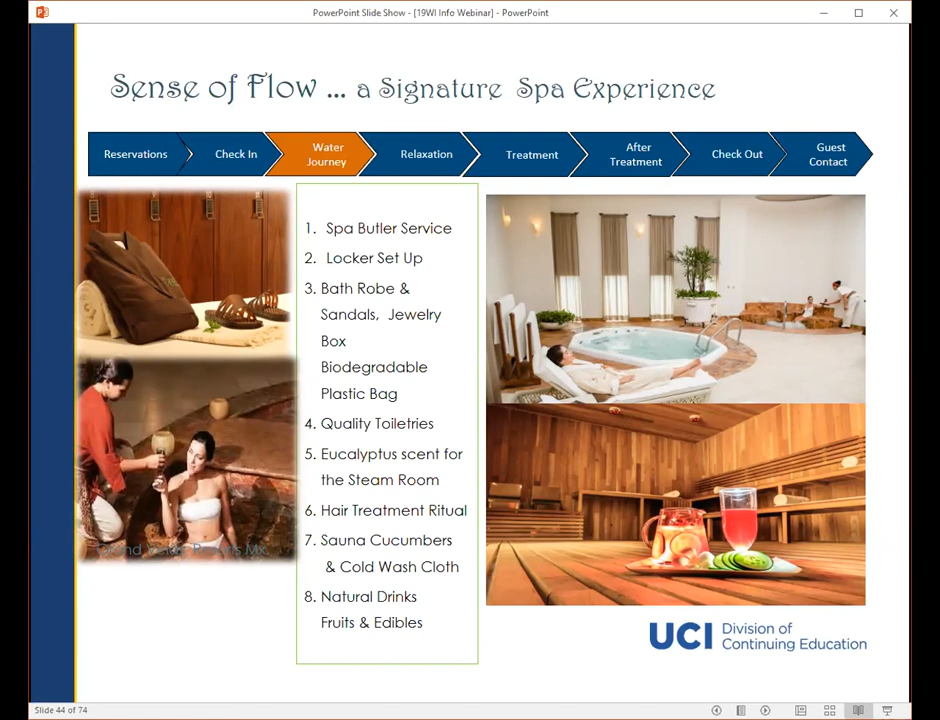 PowerPoint Slide Show - [19WI Info Webinar] - PowerPoint
Sense of Flow ... a Signature Spa Experience
Reservations
Check In
Water
Journey
Relaxation
Treatment
After
Treatment
Check Out
Guest
Contact
1. Spa Butler Service
2. Locker Set Up
3. Bath Robe &
Sandals, Jewelry
Box
Biodegradable
Plastic Bag
4. Quality Toiletries
5. Eucalyptus scent for
the Steam Room
6. Hair Treatment Ritual
7. Sauna Cucumbers
& Cold Wash Cloth
8. Natural Drinks
Fruits & Edibles
Resorts Mx.
UCI Division of
Continuing Education
Slide 44 of 74